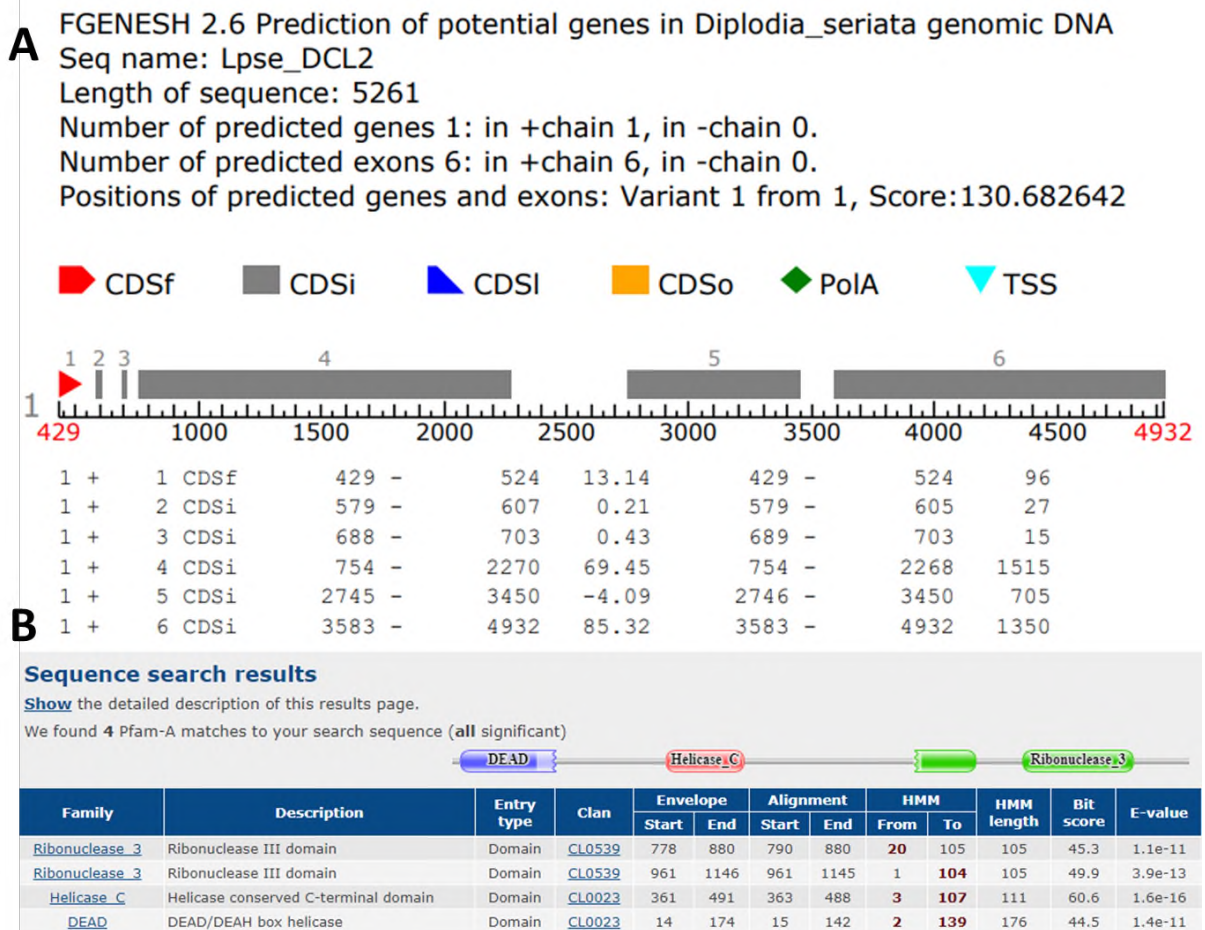 A
FGENESH 2.6 Prediction of potential genes in Diplodia_seriata genomic DNA
Seq name: Lpse_DCL2
Length of sequence: 5261
Number of predicted genes 1: in +chain 1, in -chain 0.
Number of predicted exons 6: in +chain 6, in -chain 0.
Positions of predicted genes and exons: Variant 1 from 1, Score:130.682642
CDSf CDSi CDSl CDSo PolA TSS
1 2 3 4 5 6
1
429 1000 1500 2000 2500 3000 3500 4000 4500 4932
1 + 1 CDSf 429 - 524 13.14 429 - 524 96
1 + 2 CDSi 579 - 607 0.21 579 - 605 27
1 + 3 CDSi 688 - 703 0.43 689 - 703 15
1 + 4 CDSi 754 - 2270 69.45 754 - 2268 1515
1 + 5 CDSi 2745 - 3450 -4.09 2746 - 3450 705
1 + 6 CDSi 3583 - 4932 85.32 3583 - 4932 1350
B
Sequence search results
Show the detailed description of this results page.
We found 4 Pfam-A matches to your search sequence (all significant)
DEAD Helicase_C Ribonuclease_3
Family Description Entry type Clan Envelope Alignment HMM HMM length Bit score E-value
Start End Start End From To
Ribonuclease_3 Ribonuclease III domain Domain CL0539 778 880 790 880 20 105 105 45.3 1.1e-11
Ribonuclease_3 Ribonuclease III domain Domain CL0539 961 1146 961 1145 1 104 105 49.9 3.9e-13
Helicase_C Helicase conserved C-terminal domain Domain CL0023 361 491 363 488 3 107 111 60.6 1.6e-16
DEAD DEAD/DEAH box helicase Domain CL0023 14 174 15 142 2 139 176 44.5 1.4e-11